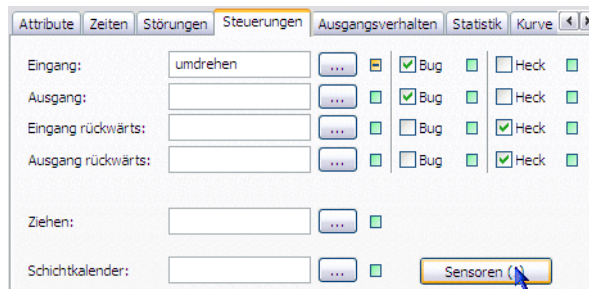 Attribute Zeiten Störungen Steuerungen Ausgangsverhalten Statistik Kurve
Eingang: umdrehen ... Bug Heck
Ausgang: ... Bug Heck
Eingang rückwärts: ... Bug Heck
Ausgang rückwärts: ... Bug Heck
Ziehen: ...
Schichtkalender: ... Sensoren